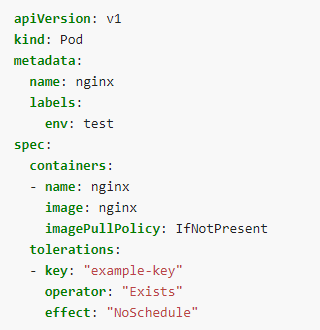 apiVersion: v1
kind: Pod
metadata:
  name: nginx
  labels:
    env: test
spec:
  containers:
  - name: nginx
    image: nginx
    imagePullPolicy: IfNotPresent
  tolerations:
  - key: "example-key"
    operator: "Exists"
    effect: "NoSchedule"